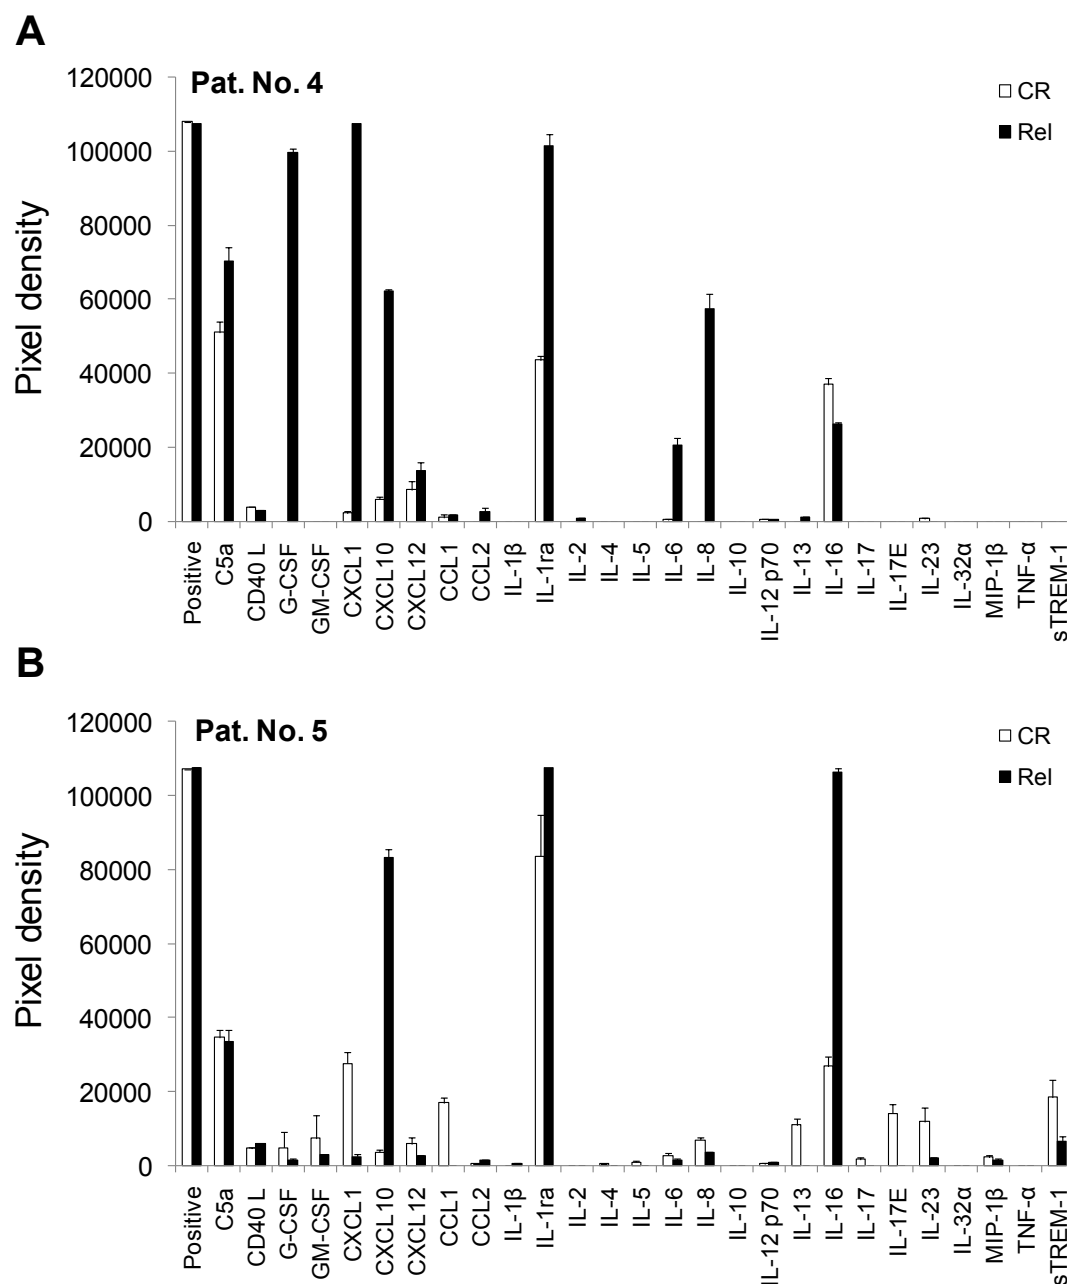 A
Pat. No. 4
CR
Rel
120000
100000
80000
60000
40000
20000
0
Pixel density
Positive
C5a
CD40 L
G-CSF
GM-CSF
CXCL1
CXCL10
CXCL12
CCL1
CCL2
IL-1β
IL-1ra
IL-2
IL-4
IL-5
IL-6
IL-8
IL-10
IL-12 p70
IL-13
IL-16
IL-17
IL-17E
IL-23
IL-32α
MIP-1β
TNF-α
sTREM-1
B
Pat. No. 5
CR
Rel
120000
100000
80000
60000
40000
20000
0
Pixel density
Positive
C5a
CD40 L
G-CSF
GM-CSF
CXCL1
CXCL10
CXCL12
CCL1
CCL2
IL-1β
IL-1ra
IL-2
IL-4
IL-5
IL-6
IL-8
IL-10
IL-12 p70
IL-13
IL-16
IL-17
IL-17E
IL-23
IL-32α
MIP-1β
TNF-α
sTREM-1